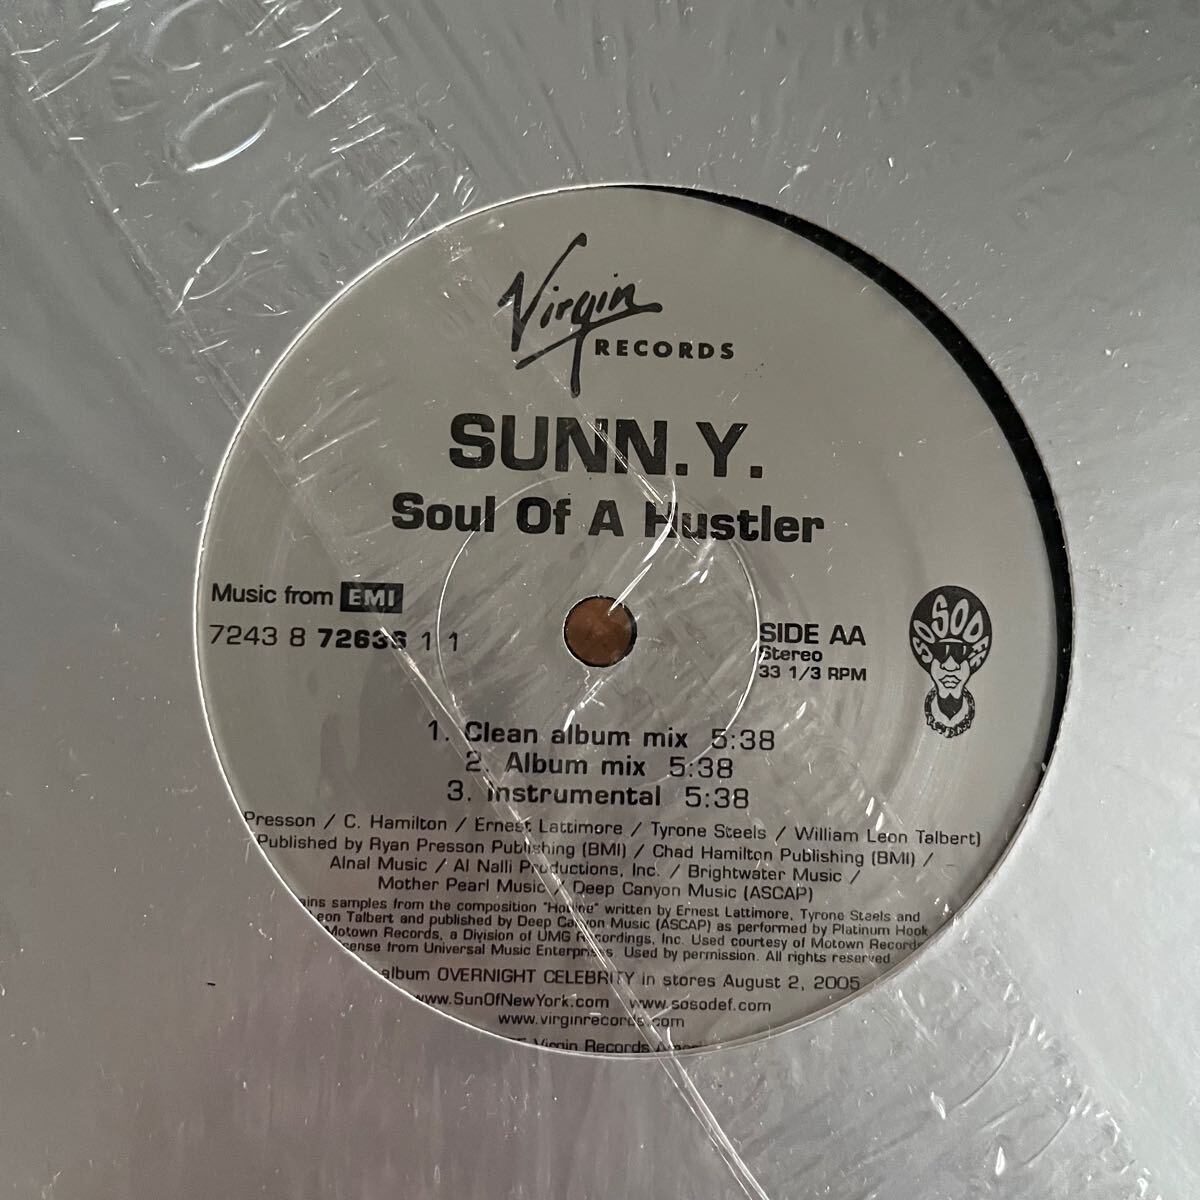 Virgin
RECORDS
SUNN.Y.
Soul Of A Hustler
Music from EMI
7243 8 72636 1 1
SIDE AA
Stereo
33 1/3 RPM
SO SO DEF
1. Clean album mix 5:38
2. Album mix 5:38
3. Instrumental 5:38
Presson / C. Hamilton / Ernest Lattimore / Tyrone Steels / William Leon Talbert)
(Published by Ryan Presson Publishing (BMI) / Chad Hamilton Publishing (BMI) /
Alnal Music / Al Nalli Productions, Inc. / Brightwater Music /
Mother Pearl Music / Deep Canyon Music (ASCAP)
ains samples from the composition "Hotline" written by Ernest Lattimore, Tyrone Steels and
Leon Talbert and published by Deep Canyon Music (ASCAP) as performed by Platinum Hook
Motown Records, a Division of UMG Recordings, Inc. Used courtesy of Motown Records
icense from Universal Music Enterprises. Used by permission. All rights reserved
album OVERNIGHT CELEBRITY in stores August 2, 2005
www.SunOfNewYork.com www.sosodef.com
www.virginrecords.com
Virgin Records